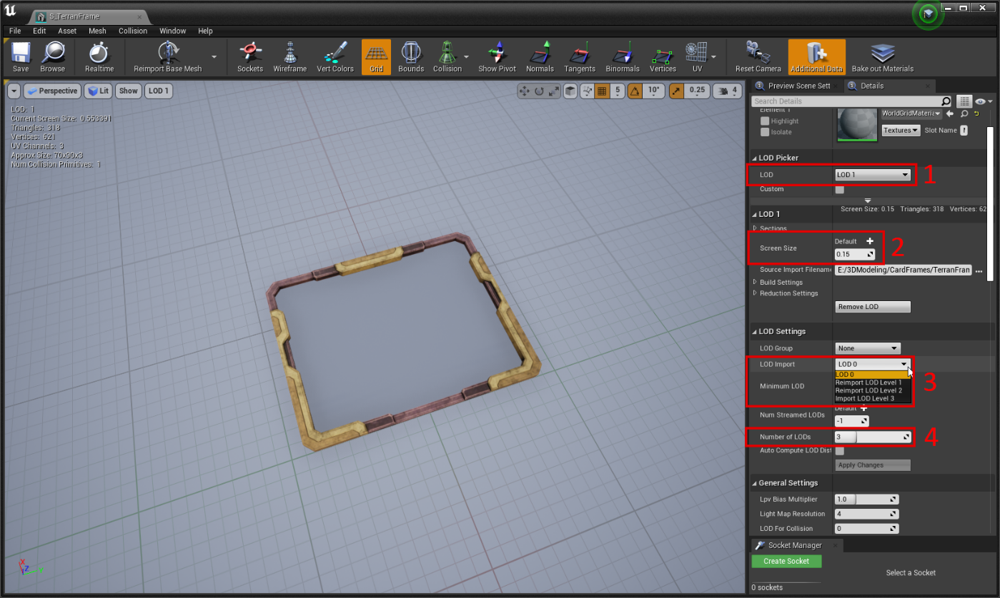 S_TerranFrame
File Edit Asset Mesh Collision Window Help
Save Browse Realtime Reimport Base Mesh Sockets Wireframe Vert Colors Grid Bounds Collision Show Pivot Normals Tangents Binormals Vertices UV Reset Camera Additional Data Bake out Materials
Perspective Lit Show LOD 1
5 10° 0.25 4
LOD: 1
Current Screen Size: 0.553391
Triangles: 318
Vertices: 621
UV Channels: 3
Approx Size: 70x90x3
Num Collision Primitives: 1
X
Z
Y
Preview Scene Sett Details
Search Details
Element 1
Highlight
Isolate
WorldGridMateria
Textures Slot Name
LOD Picker
LOD LOD 1 1
Custom
Screen Size: 0.15 Triangles: 318 Vertices: 62
LOD 1
Sections
Screen Size Default
0.15 2
Source Import Filenam E:/3DModeling/CardFrames/TerranFran ...
Build Settings
Reduction Settings
Remove LOD
LOD Settings
LOD Group None
LOD Import LOD 0
LOD 0
Reimport LOD Level 1
Reimport LOD Level 2
Import LOD Level 3
3
Minimum LOD
Default
Num Streamed LODs -1
Number of LODs 3 4
Auto Compute LOD Dist
Apply Changes
General Settings
Lpv Bias Multiplier 1.0
Light Map Resolution 4
LOD For Collision 0
Socket Manager
Create Socket
Select a Socket
0 sockets